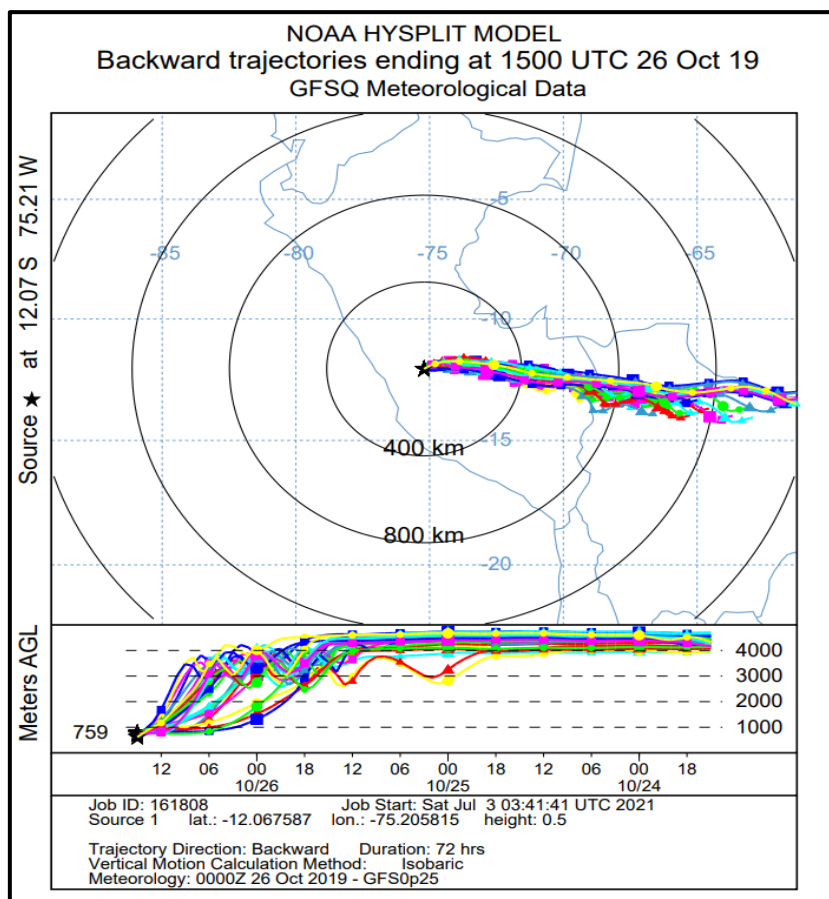 NOAA HYSPLIT MODEL
Backward trajectories ending at 1500 UTC 26 Oct 19
GFSQ Meteorological Data
Source ★ at 12.07 S 75.21 W
-5
-85 -80 -75 -70 -65
-10
-15
400 km
800 km
-20
Meters AGL
759
4000
3000
2000
1000
12 06 00 18 12 06 00 18 12 06 00 18
10/26 10/25 10/24
Job ID: 161808 Job Start: Sat Jul 3 03:41:41 UTC 2021
Source 1 lat.: -12.067587 lon.: -75.205815 height: 0.5
Trajectory Direction: Backward Duration: 72 hrs
Vertical Motion Calculation Method: Isobaric
Meteorology: 0000Z 26 Oct 2019 - GFS0p25